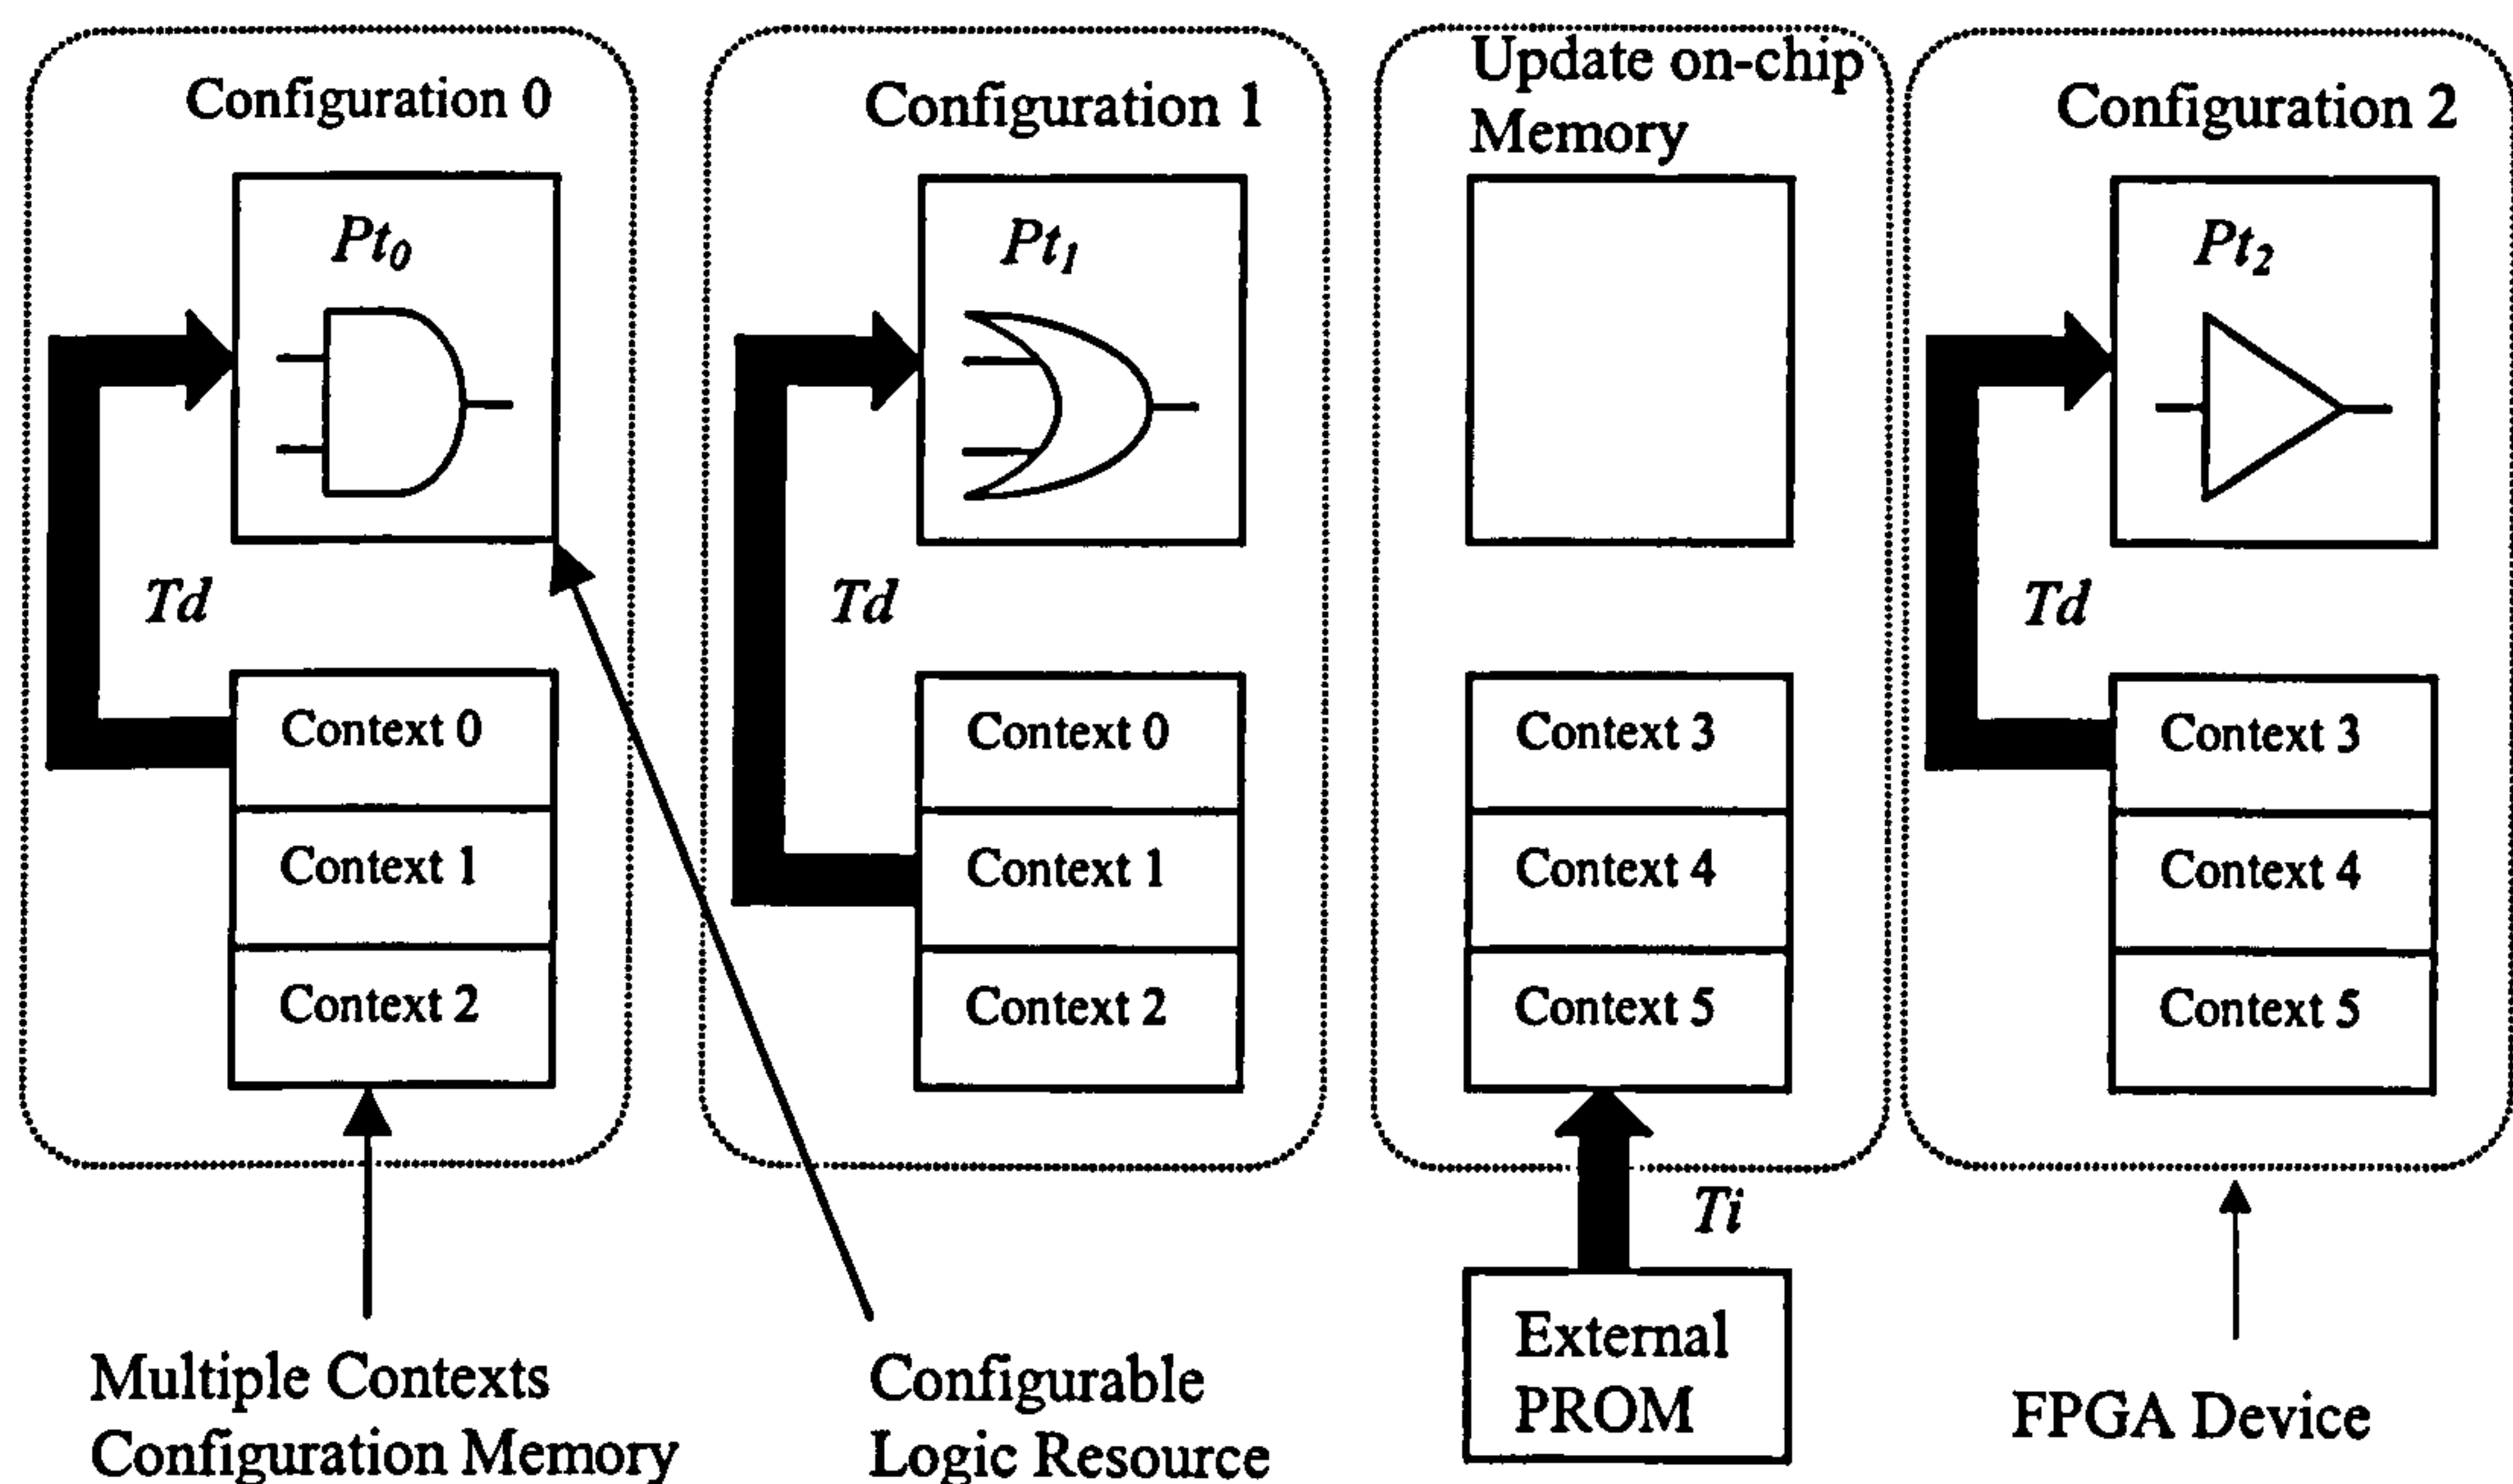 Configuration 0
Pt0
Td
Context 0
Context 1
Context 2
Configuration 1
Pt1
Td
Context 0
Context 1
Context 2
Update on-chip
Memory
Context 3
Context 4
Context 5
Ti
External
PROM
Configuration 2
Pt2
Td
Context 3
Context 4
Context 5
Multiple Contexts
Configuration Memory
Configurable
Logic Resource
FPGA Device